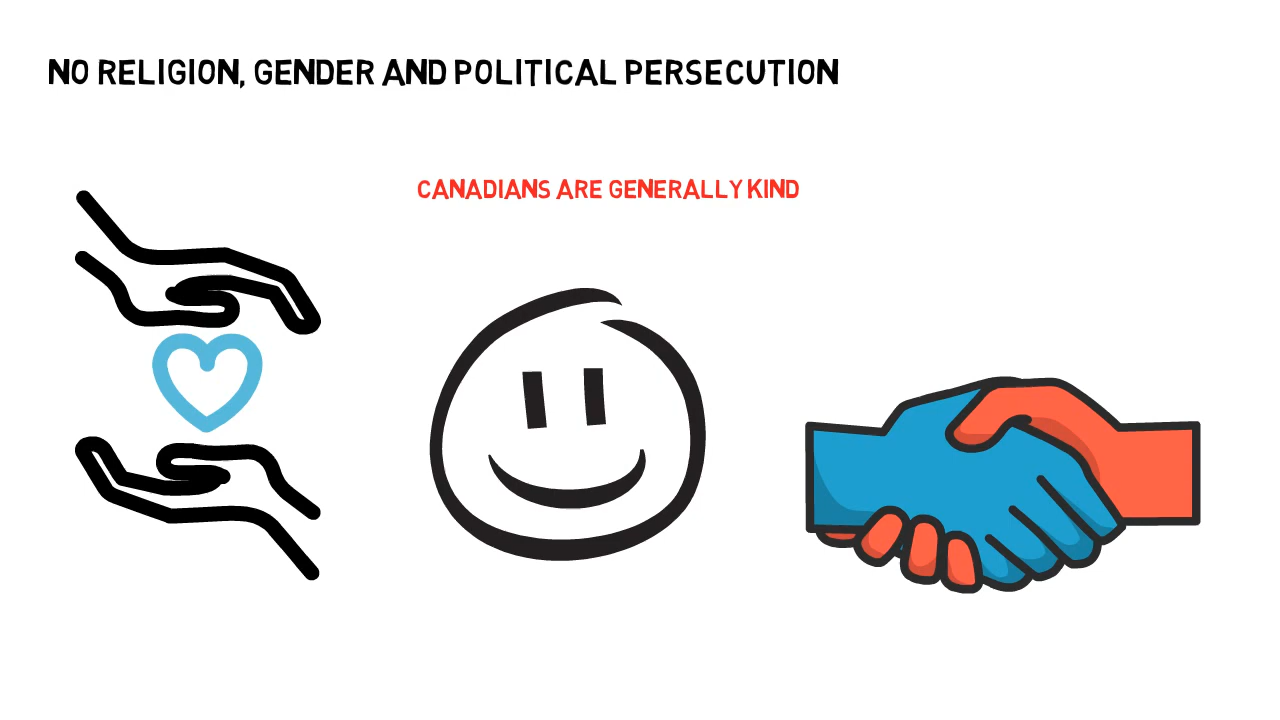 NO RELIGION, GENDER AND POLITICAL PERSECUTION
CANADIANS ARE GENERALLY KIND